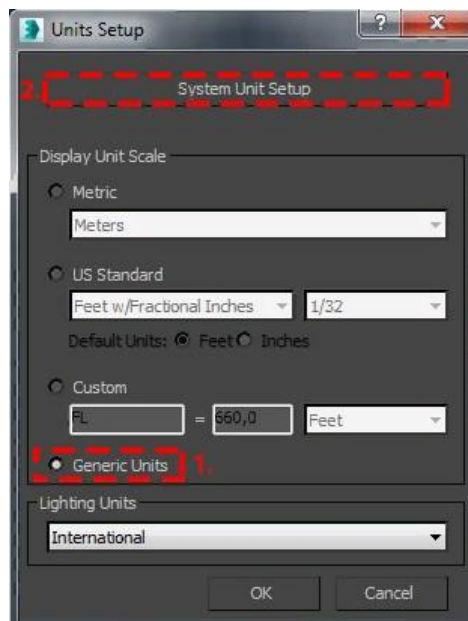 Units Setup
?
2. System Unit Setup
Display Unit Scale
Metric
Meters
US Standard
Feet w/Fractional Inches 1/32
Default Units: Feet Inches
Custom
FL = 660,0 Feet
Generic Units 1.
Lighting Units
International
OK Cancel